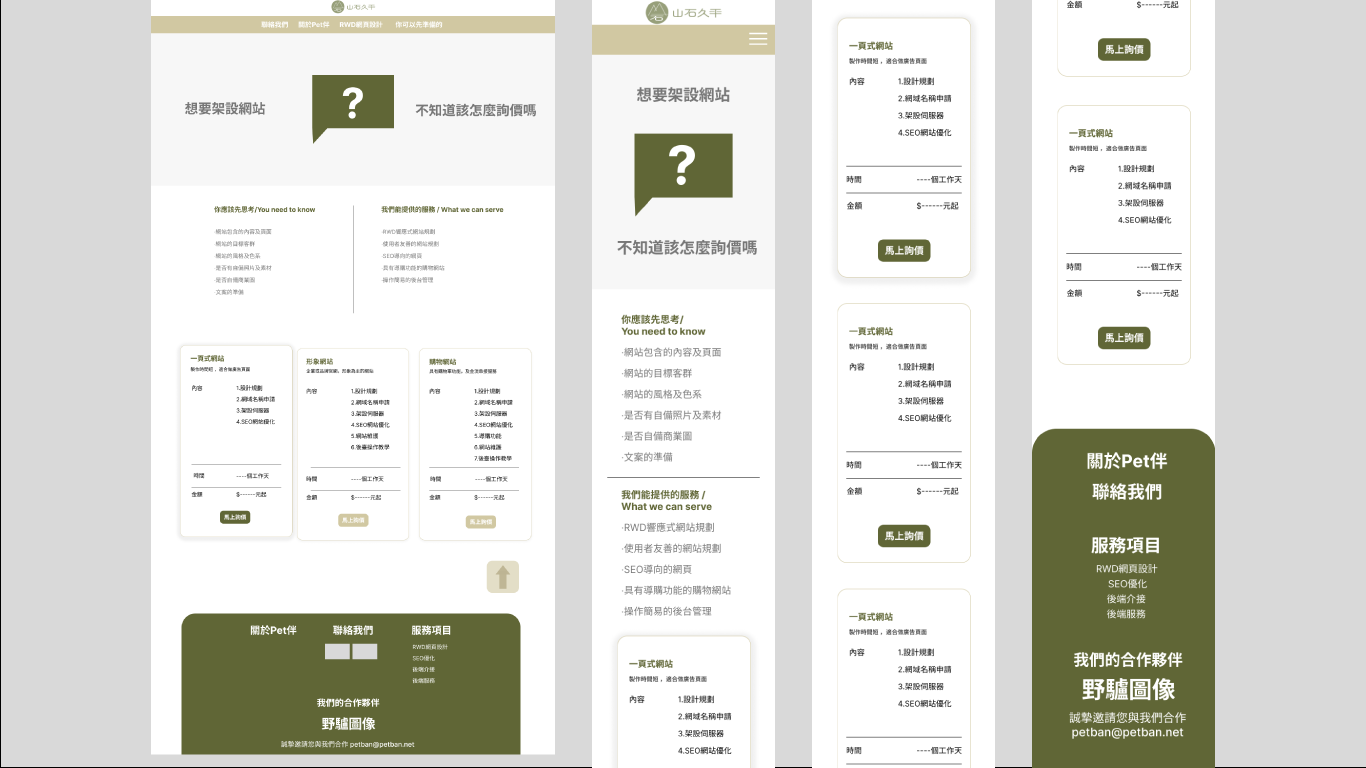 山石久平
聯絡我們 關於Pet伴 RWD網頁設計 你可以先準備的
想要架設網站
?
不知道該怎麼詢價嗎
你應該先思考/You need to know
·網站包含的內容及頁面
·網站的目標客群
·網站的風格及色系
·是否有自備照片及素材
·是否自備商業圖
·文案的準備
我們能提供的服務 / What we can serve
·RWD響應式網站規劃
·使用者友善的網站規劃
·SEO導向的網頁
·具有導購功能的購物網站
·操作簡易的後台管理
一頁式網站
製作時間短，適合做廣告頁面
內容
1.設計規劃
2.網域名稱申請
3.架設伺服器
4.SEO網站優化
時間 ----個工作天
金額 $------元起
馬上詢價
形象網站
內容
1.設計規劃
2.網域名稱申請
3.架設伺服器
4.SEO網站優化
5.網站維護
6.後臺操作教學
時間 ----個工作天
金額 $------元起
馬上詢價
購物網站
內容
1.設計規劃
2.網域名稱申請
3.架設伺服器
4.SEO網站優化
5.導購功能
6.網站維護
7.後臺操作教學
時間 ----個工作天
金額 $------元起
馬上詢價
關於Pet伴
聯絡我們
服務項目
RWD網頁設計
SEO優化
後端介接
後端服務
我們的合作夥伴
野驢圖像
誠摯邀請您與我們合作 petban@petban.net
山石久平
想要架設網站
?
不知道該怎麼詢價嗎
你應該先思考/
You need to know
·網站包含的內容及頁面
·網站的目標客群
·網站的風格及色系
·是否有自備照片及素材
·是否自備商業圖
·文案的準備
我們能提供的服務 /
What we can serve
·RWD響應式網站規劃
·使用者友善的網站規劃
·SEO導向的網頁
·具有導購功能的購物網站
·操作簡易的後台管理
一頁式網站
製作時間短，適合做廣告頁面
內容
1.設計規劃
2.網域名稱申請
3.架設伺服器
4.SEO網站優化
一頁式網站
製作時間短，適合做廣告頁面
內容
1.設計規劃
2.網域名稱申請
3.架設伺服器
4.SEO網站優化
時間 ----個工作天
金額 $------元起
馬上詢價
一頁式網站
製作時間短，適合做廣告頁面
內容
1.設計規劃
2.網域名稱申請
3.架設伺服器
4.SEO網站優化
時間 ----個工作天
金額 $------元起
馬上詢價
一頁式網站
製作時間短，適合做廣告頁面
內容
1.設計規劃
2.網域名稱申請
3.架設伺服器
4.SEO網站優化
時間 ----個工作天
金額 $------元起
馬上詢價
一頁式網站
製作時間短，適合做廣告頁面
內容
1.設計規劃
2.網域名稱申請
3.架設伺服器
4.SEO網站優化
時間 ----個工作天
金額 $------元起
馬上詢價
關於Pet伴
聯絡我們
服務項目
RWD網頁設計
SEO優化
後端介接
後端服務
我們的合作夥伴
野驢圖像
誠摯邀請您與我們合作
petban@petban.net